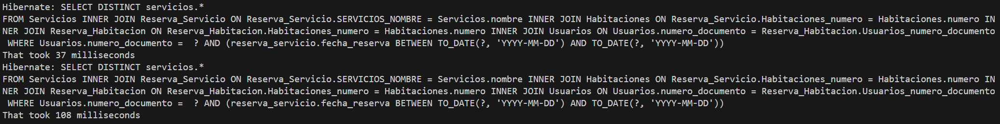 Hibernate: SELECT DISTINCT servicios.*
FROM Servicios INNER JOIN Reserva_Servicio ON Reserva_Servicio.SERVICIOS_NOMBRE = Servicios.nombre INNER JOIN Habitaciones ON Reserva_Servicio.Habitaciones_numero = Habitaciones.numero IN
NER JOIN Reserva_Habitacion ON Reserva_Habitacion.Habitaciones_numero = Habitaciones.numero INNER JOIN Usuarios ON Usuarios.numero_documento = Reserva_Habitacion.Usuarios_numero_documento
 WHERE Usuarios.numero_documento =  ? AND (reserva_servicio.fecha_reserva BETWEEN TO_DATE(?, 'YYYY-MM-DD') AND TO_DATE(?, 'YYYY-MM-DD'))
That took 37 milliseconds
Hibernate: SELECT DISTINCT servicios.*
FROM Servicios INNER JOIN Reserva_Servicio ON Reserva_Servicio.SERVICIOS_NOMBRE = Servicios.nombre INNER JOIN Habitaciones ON Reserva_Servicio.Habitaciones_numero = Habitaciones.numero IN
NER JOIN Reserva_Habitacion ON Reserva_Habitacion.Habitaciones_numero = Habitaciones.numero INNER JOIN Usuarios ON Usuarios.numero_documento = Reserva_Habitacion.Usuarios_numero_documento
 WHERE Usuarios.numero_documento =  ? AND (reserva_servicio.fecha_reserva BETWEEN TO_DATE(?, 'YYYY-MM-DD') AND TO_DATE(?, 'YYYY-MM-DD'))
That took 108 milliseconds